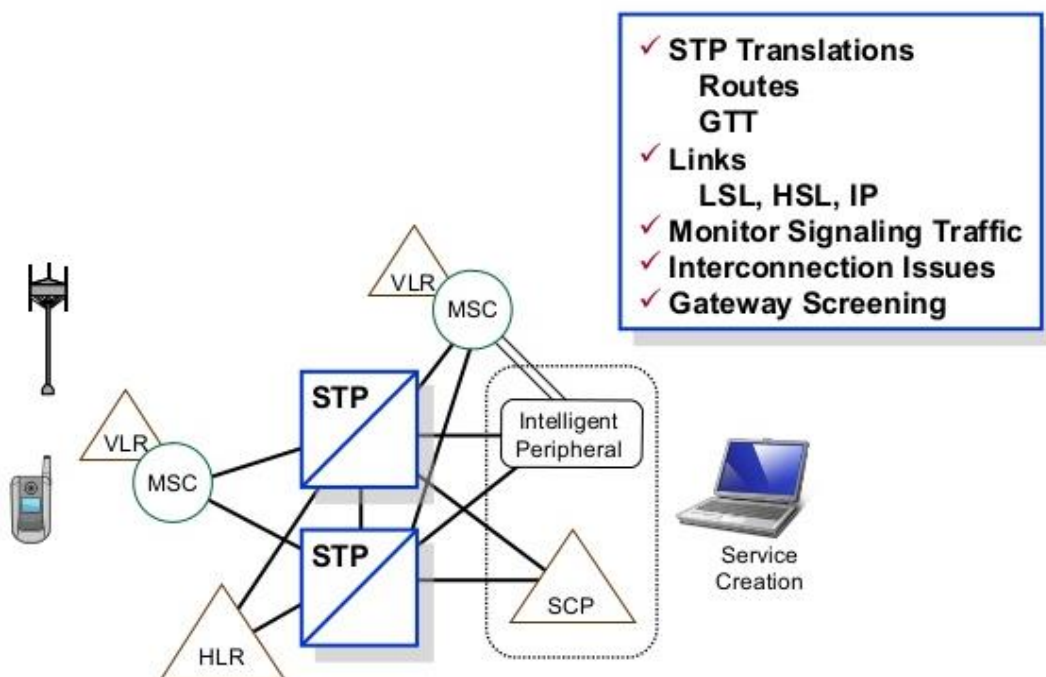 ✓ STP Translations
Routes
GTT
✓ Links
LSL, HSL, IP
✓ Monitor Signaling Traffic
✓ Interconnection Issues
✓ Gateway Screening
VLR
MSC
STP
Intelligent
Peripheral
VLR
MSC
STP
Service
Creation
SCP
HLR